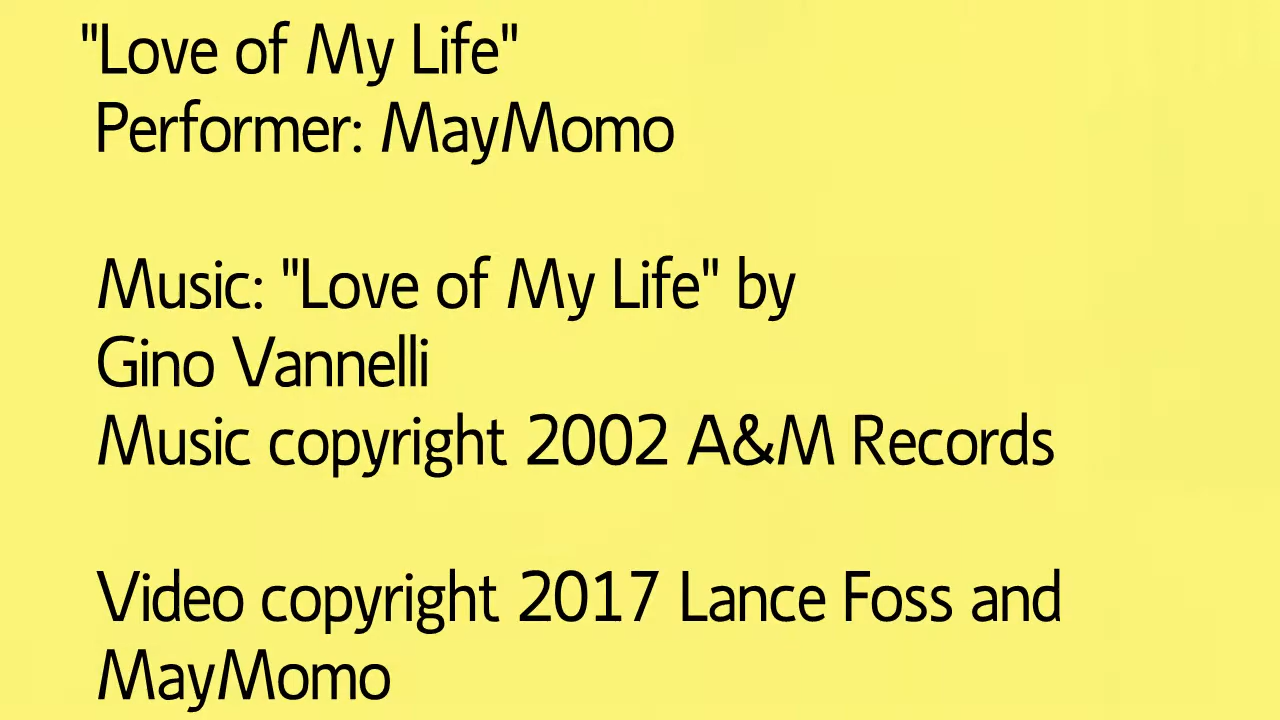 "Love of My Life"
Performer: MayMomo
Music: "Love of My Life" by
Gino Vannelli
Music copyright 2002 A&M Records
Video copyright 2017 Lance Foss and
MayMomo